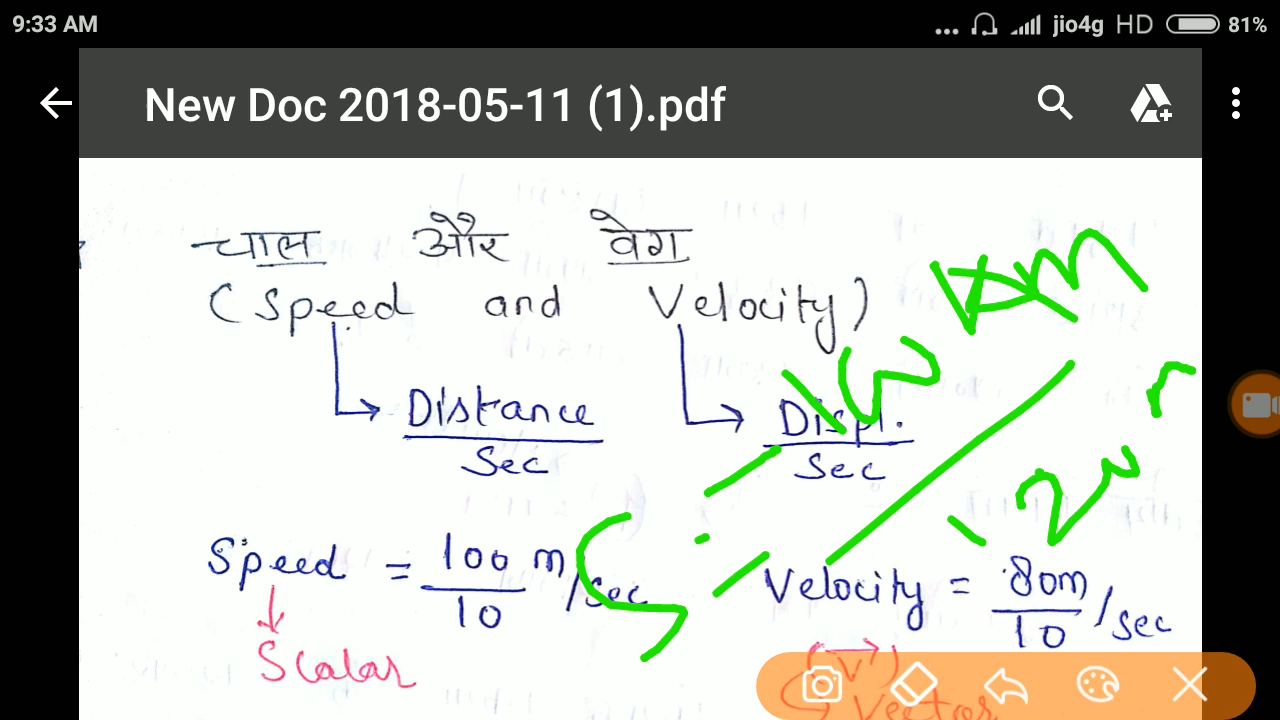 9:33 AM ... jio4g HD 81%
New Doc 2018-05-11 (1).pdf
चाल और वेग
(Speed and Velocity)
Distance Displ.
Sec Sec
Speed = 100 m/sec Velocity = 80m/sec
10 10
Scalar V
Vector